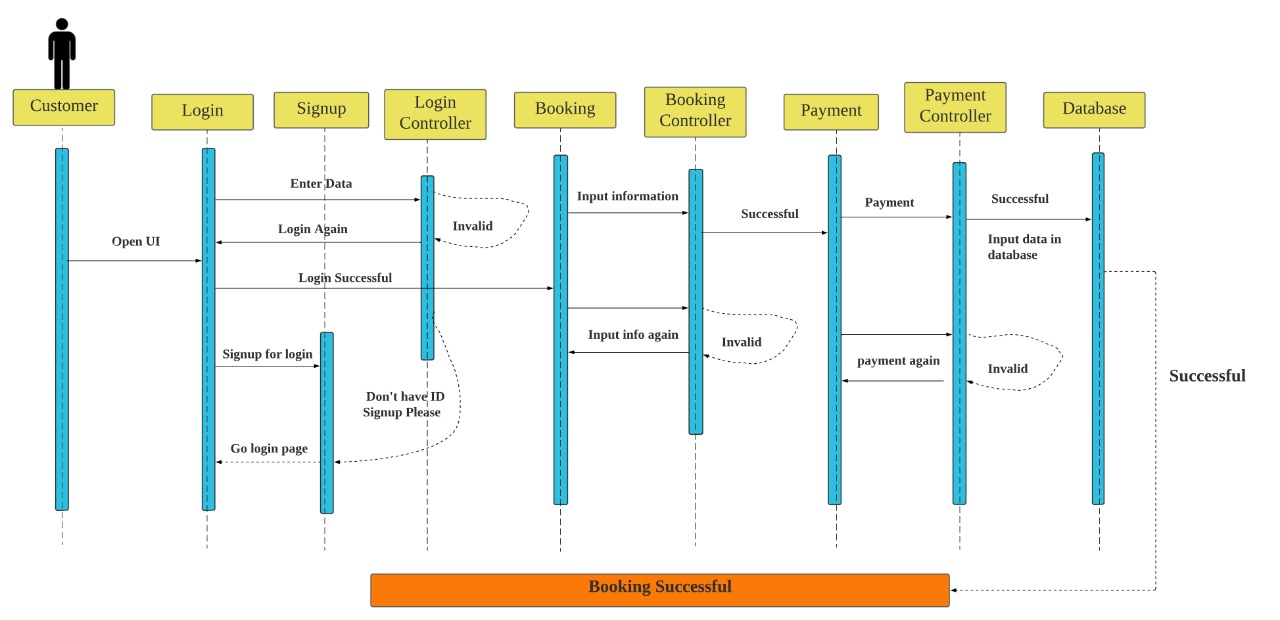 Customer
Login
Signup
Login
Controller
Booking
Booking
Controller
Payment
Payment
Controller
Database
Enter Data
Invalid
Login Again
Open UI
Login Successful
Signup for login
Don't have ID
Signup Please
Go login page
Input information
Successful
Input info again
Invalid
Payment
Successful
Input data in
database
payment again
Invalid
Successful
Booking Successful